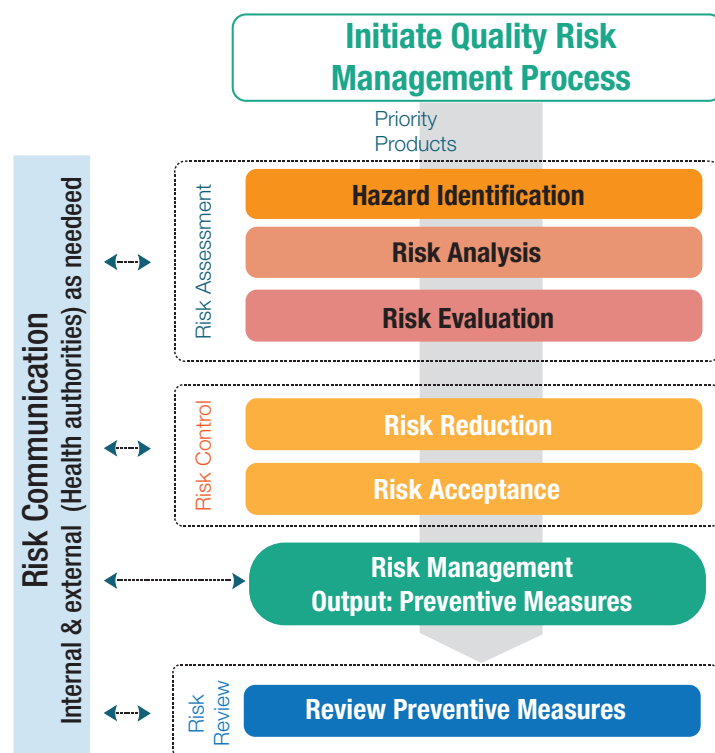 Initiate Quality Risk
Management Process
Priority
Products
Risk Communication
Internal & external (Health authorities) as needeed
Risk Assessment
Hazard Identification
Risk Analysis
Risk Evaluation
Risk Control
Risk Reduction
Risk Acceptance
Risk Management
Output: Preventive Measures
Risk
Review
Review Preventive Measures